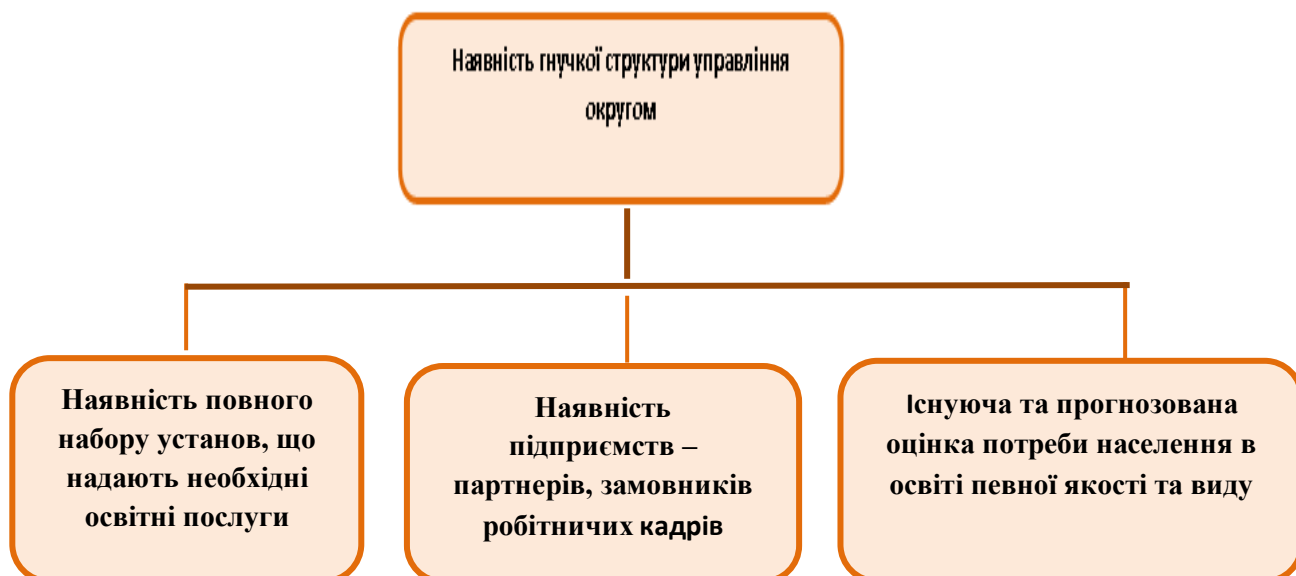 Наявність гнучкої структури управління
округом
Наявність повного
набору установ, що
надають необхідні
освітні послуги
Наявність
підприємств –
партнерів, замовників
робітничих кадрів
Існуюча та прогнозована
оцінка потреби населення в
освіті певної якості та виду